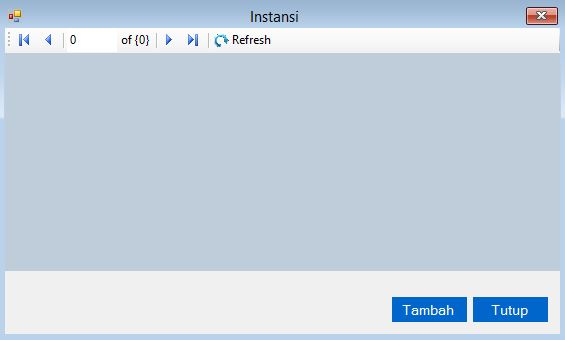 Instansi
0 of {0} Refresh
Tambah Tutup